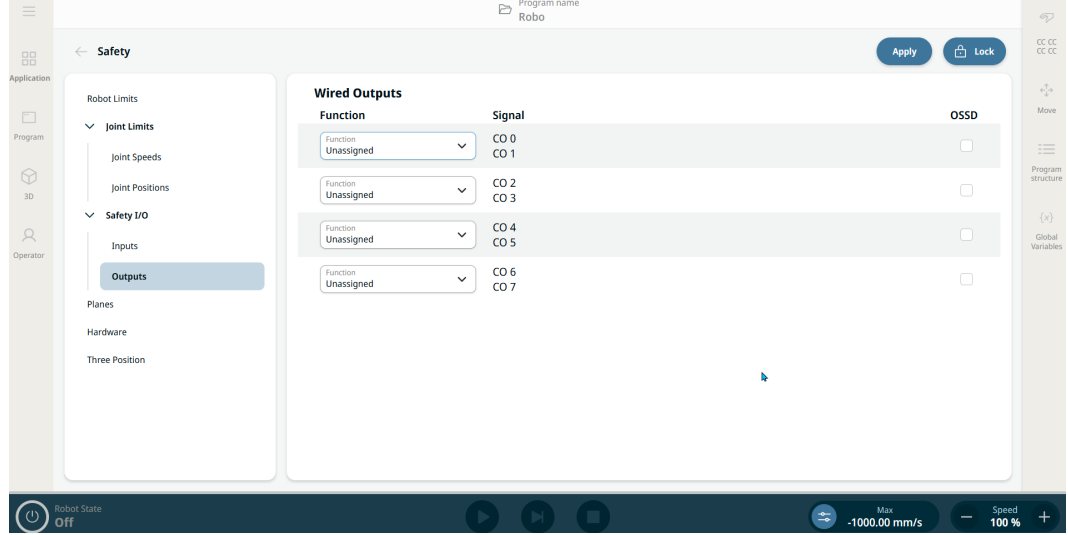 Program name
Robo
Safety
Apply
Lock
CC CC
CC CC
Application
Program
3D
Operator
Robot Limits
Joint Limits
Joint Speeds
Joint Positions
Safety I/O
Inputs
Outputs
Planes
Hardware
Three Position
Wired Outputs
Function
Signal
OSSD
Function
Unassigned
CO 0
CO 1
Function
Unassigned
CO 2
CO 3
Function
Unassigned
CO 4
CO 5
Function
Unassigned
CO 6
CO 7
Move
Program
structure
{x}
Global
Variables
Robot State
Off
Max
-1000.00 mm/s
Speed
100 %